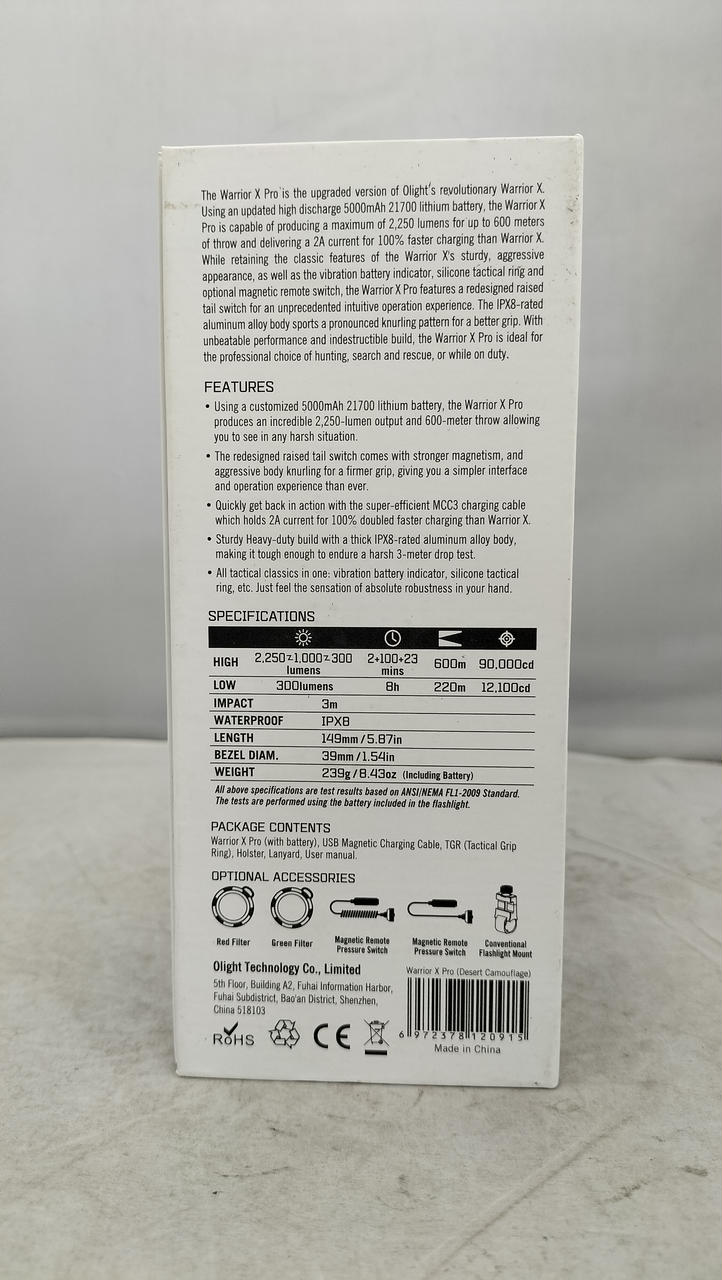 The Warrior X Pro is the upgraded version of Olight's revolutionary Warrior X.
Using an updated high discharge 5000mAh 21700 lithium battery, the Warrior X
Pro is capable of producing a maximum of 2,250 lumens for up to 600 meters
of throw and delivering a 2A current for 100% faster charging than Warrior X.
While retaining the classic features of the Warrior X's sturdy, aggressive
appearance, as well as the vibration battery indicator, silicone tactical ring and
optional magnetic remote switch, the Warrior X Pro features a redesigned raised
tail switch for an unprecedented intuitive operation experience. The IPX8-rated
aluminum alloy body sports a pronounced knurling pattern for a better grip. With
unbeatable performance and indestructible build, the Warrior X Pro is ideal for
the professional choice of hunting, search and rescue, or while on duty.
FEATURES
• Using a customized 5000mAh 21700 lithium battery, the Warrior X Pro
produces an incredible 2,250-lumen output and 600-meter throw allowing
you to see in any harsh situation.
• The redesigned raised tail switch comes with stronger magnetism, and
aggressive body knurling for a firmer grip, giving you a simpler interface
and operation experience than ever.
• Quickly get back in action with the super-efficient MCC3 charging cable
which holds 2A current for 100% doubled faster charging than Warrior X.
• Sturdy Heavy-duty build with a thick IPX8-rated aluminum alloy body,
making it tough enough to endure a harsh 3-meter drop test.
• All tactical classics in one: vibration battery indicator, silicone tactical
ring, etc. Just feel the sensation of absolute robustness in your hand.
SPECIFICATIONS
HIGH 2,250~1,000~300 lumens 2+100+23 mins 600m 90,000cd
LOW 300lumens 8h 220m 12,100cd
IMPACT 3m
WATERPROOF IPX8
LENGTH 149mm / 5.87in
BEZEL DIAM. 39mm / 1.54in
WEIGHT 239g / 8.43oz (Including Battery)
All above specifications are test results based on ANSI/NEMA FL1-2009 Standard.
The tests are performed using the battery included in the flashlight.
PACKAGE CONTENTS
Warrior X Pro (with battery), USB Magnetic Charging Cable, TGR (Tactical Grip
Ring), Holster, Lanyard, User manual.
OPTIONAL ACCESSORIES
Red Filter
Green Filter
Magnetic Remote
Pressure Switch
Magnetic Remote
Pressure Switch
Conventional
Flashlight Mount
Olight Technology Co., Limited
5th Floor, Building A2, Fuhai Information Harbor,
Fuhai Subdistrict, Bao'an District, Shenzhen,
China 518103
RoHS
CE
Warrior X Pro (Desert Camouflage)
6 972378 120915
Made in China